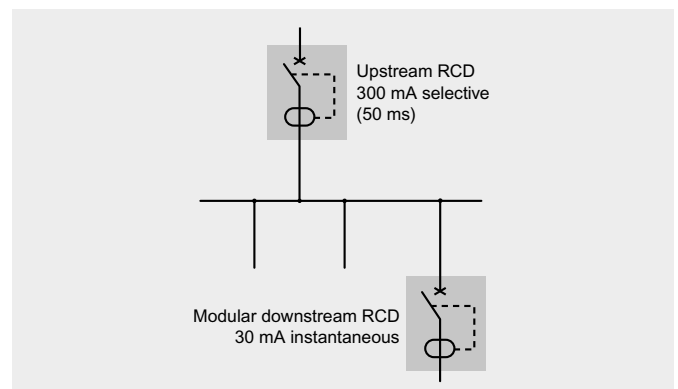 Upstream RCD
300 mA selective
(50 ms)
Modular downstream RCD
30 mA instantaneous